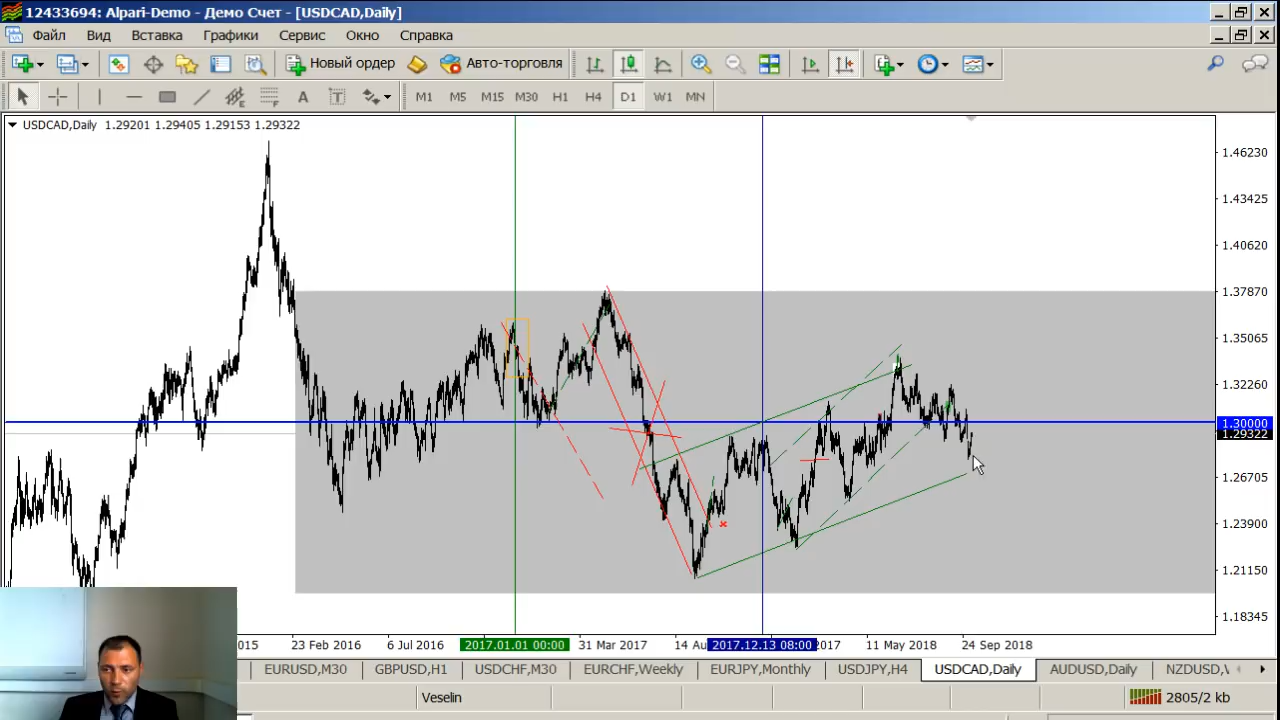 12433694: Alpari-Demo - Демо Счет - [USDCAD,Daily]
Файл Вид Вставка Графики Сервис Окно Справка
Новый ордер Авто-торговля
A T M1 M5 M15 M30 H1 H4 D1 W1 MN
USDCAD,Daily 1.29201 1.29405 1.29153 1.29322
1.46230
1.43425
1.40620
1.37870
1.35065
1.32260
1.30000
1.29322
1.26705
1.23900
1.21150
1.18345
015 23 Feb 2016 6 Jul 2016 2017.01.01 00:00 31 Mar 2017 14 Au 2017.12.13 08:00 2017 11 May 2018 24 Sep 2018
EURUSD,M30 GBPUSD,H1 USDCHF,M30 EURCHF,Weekly EURJPY,Monthly USDJPY,H4 USDCAD,Daily AUDUSD,Daily NZDUSD,
Veselin 2805/2 kb